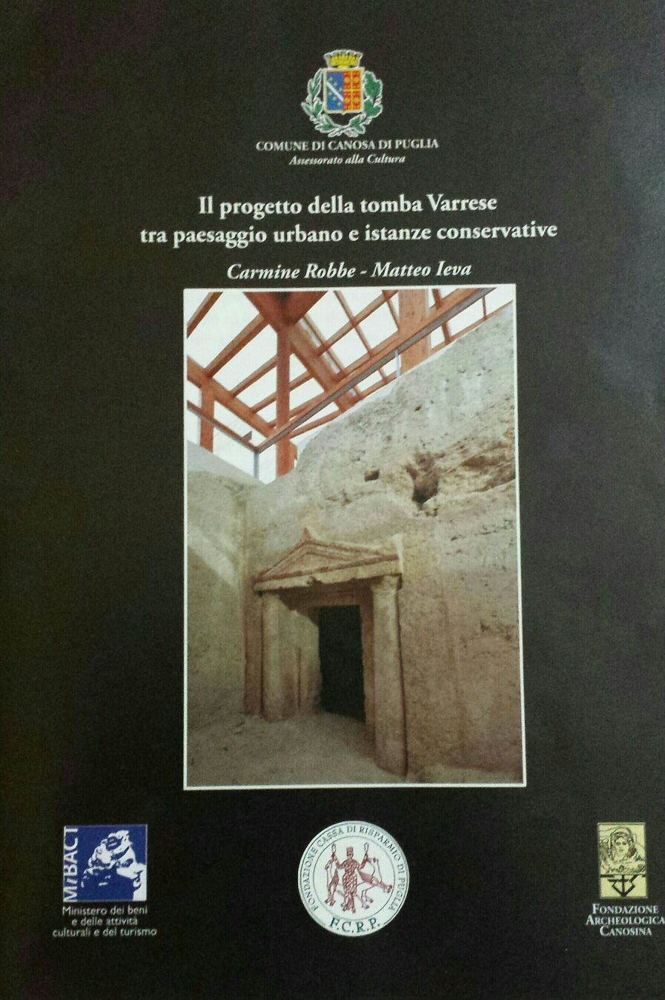 COMUNE DI CANOSA DI PUGLIA
Assessorato alla Cultura
Il progetto della tomba Varrese
tra paesaggio urbano e istanze conservative
Carmine Robbe - Matteo Ieva
MiBACT
Ministero dei beni
e delle attività
culturali e del turismo
FONDAZIONE CASSA DI RISPARMIO DI PUGLIA
F.C.R.P.
FONDAZIONE
ARCHEOLOGICA
CANOSINA